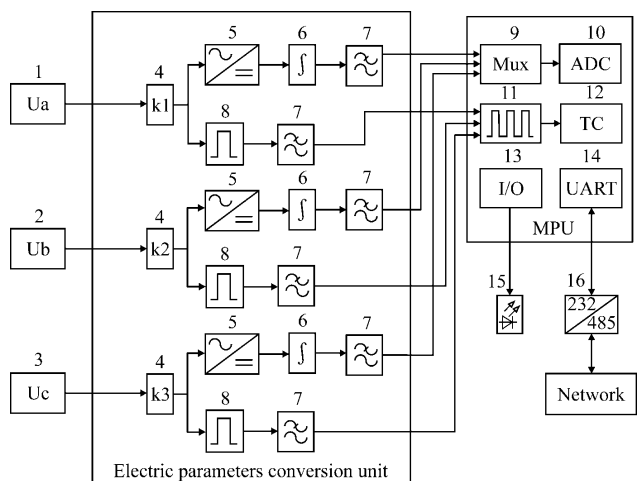 1
Ua
2
Ub
3
Uc
4
k1
5
6
∫
7
8
7
4
k2
5
6
∫
7
8
7
4
k3
5
6
∫
7
8
7
Electric parameters conversion unit
9
Mux
10
ADC
11
12
TC
13
I/O
14
UART
MPU
15
16
232
485
Network